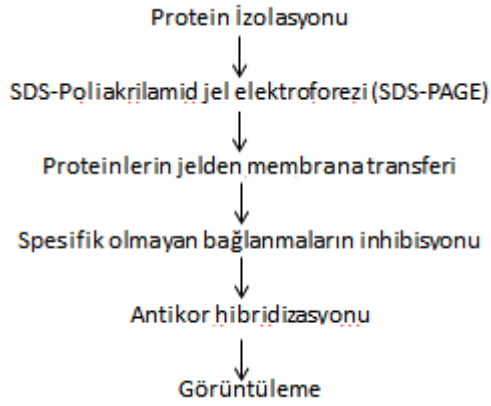 Protein İzolasyonu
SDS-Poliakrilamid jel elektroforezi (SDS-PAGE)
Proteinlerin jelden membrana transferi
Spesifik olmayan bağlanmaların inhibisyonu
Antikor hibridizasyonu
Görüntüleme